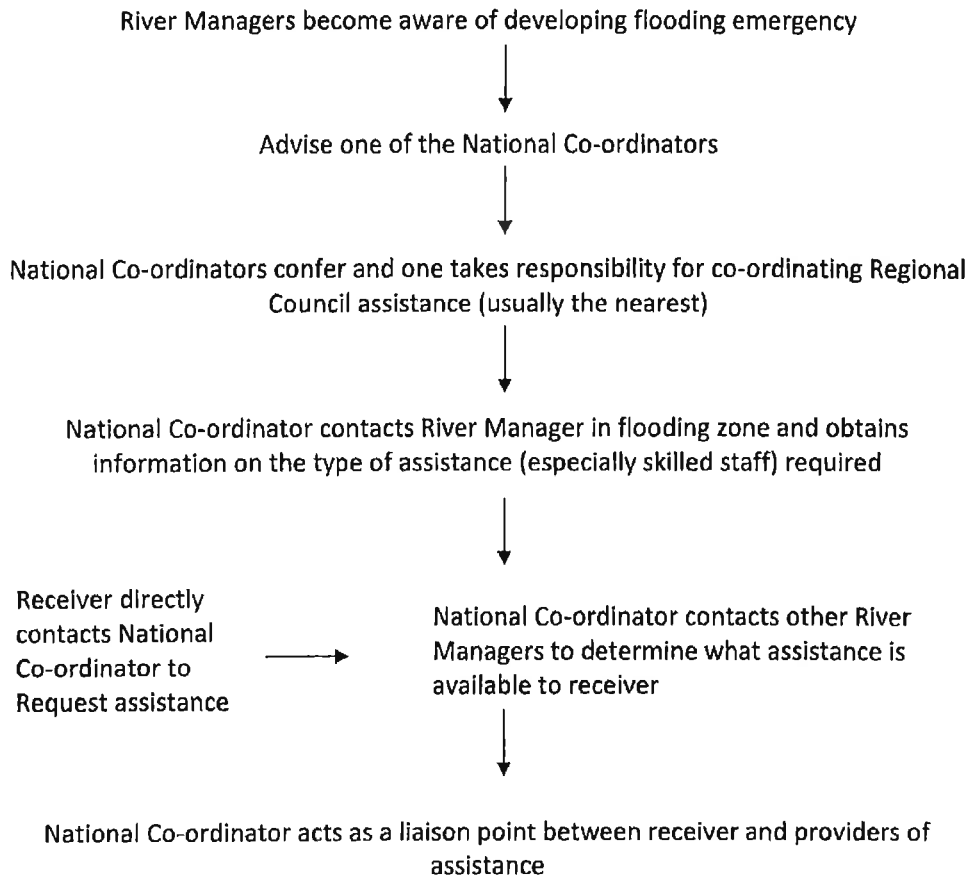 River Managers become aware of developing flooding emergency
Advise one of the National Co-ordinators
National Co-ordinators confer and one takes responsibility for co-ordinating Regional
Council assistance (usually the nearest)
National Co-ordinator contacts River Manager in flooding zone and obtains
information on the type of assistance (especially skilled staff) required
Receiver directly
contacts National
Co-ordinator to
Request assistance
National Co-ordinator contacts other River
Managers to determine what assistance is
available to receiver
National Co-ordinator acts as a liaison point between receiver and providers of
assistance